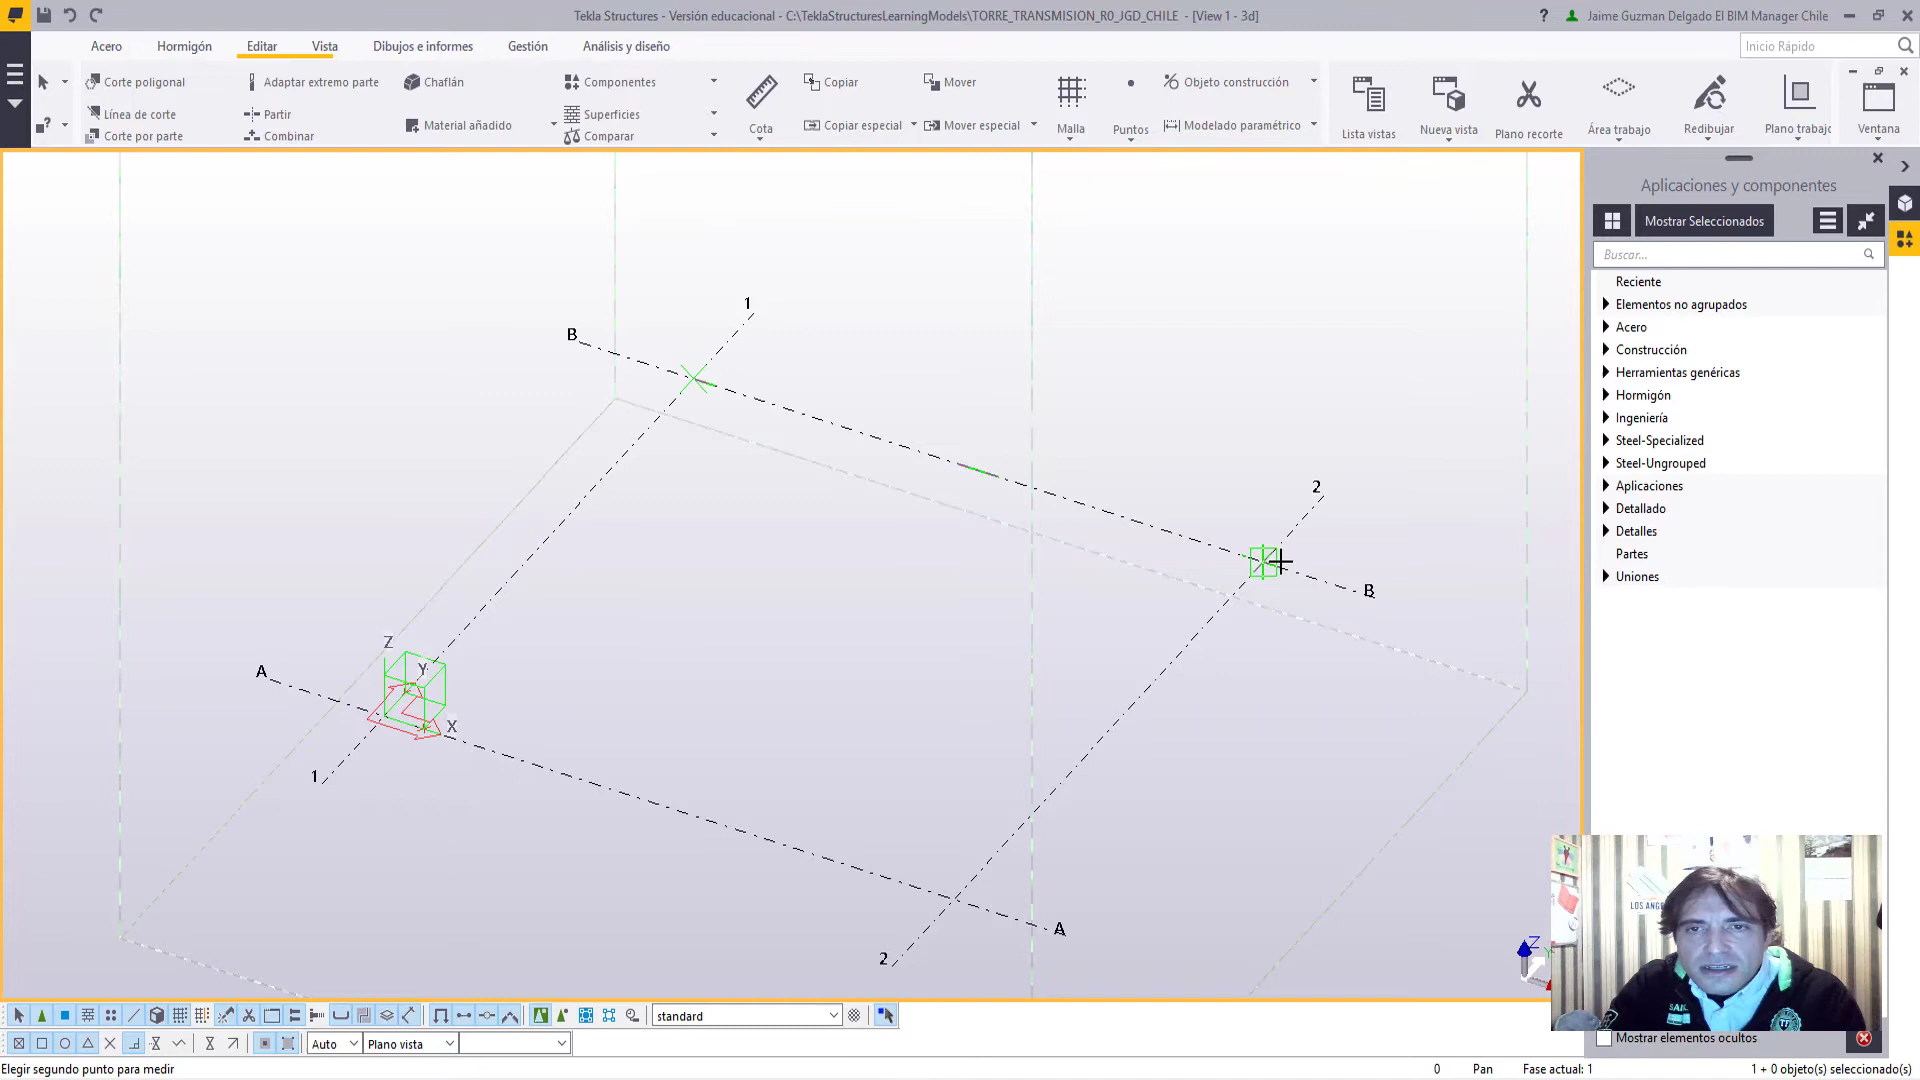 Tekla Structures - Versión educacional - C:\TeklaStructuresLearningModels\TORRE_TRANSMISION_R0_JGD_CHILE - [View 1 - 3d]
? Jaime Guzman Delgado El BIM Manager Chile
Acero Hormigón Editar Vista Dibujos e informes Gestión Análisis y diseño
Inicio Rápido
Corte poligonal Adaptar extremo parte Chaflán Componentes Copiar Mover Objeto construcción
Línea de corte Partir Material añadido Superficies Copiar especial Mover especial Modelado paramétrico
Corte por parte Combinar Comparar
Cota Malla Puntos Lista vistas Nueva vista Plano recorte Área trabajo Redibujar Plano trabajo Ventana
Aplicaciones y componentes
Mostrar Seleccionados
Buscar...
Reciente
Elementos no agrupados
Acero
Construcción
Herramientas genéricas
Hormigón
Ingeniería
Steel-Specialized
Steel-Ungrouped
Aplicaciones
Detallado
Detalles
Partes
Uniones
1
B
2
B
Z
Y
A
X
1
A
2
Z
LOS ANG
standard
Auto Plano vista
Mostrar elementos ocultos
Elegir segundo punto para medir
0 Pan Fase actual: 1 1 + 0 objeto(s) seleccionado(s)